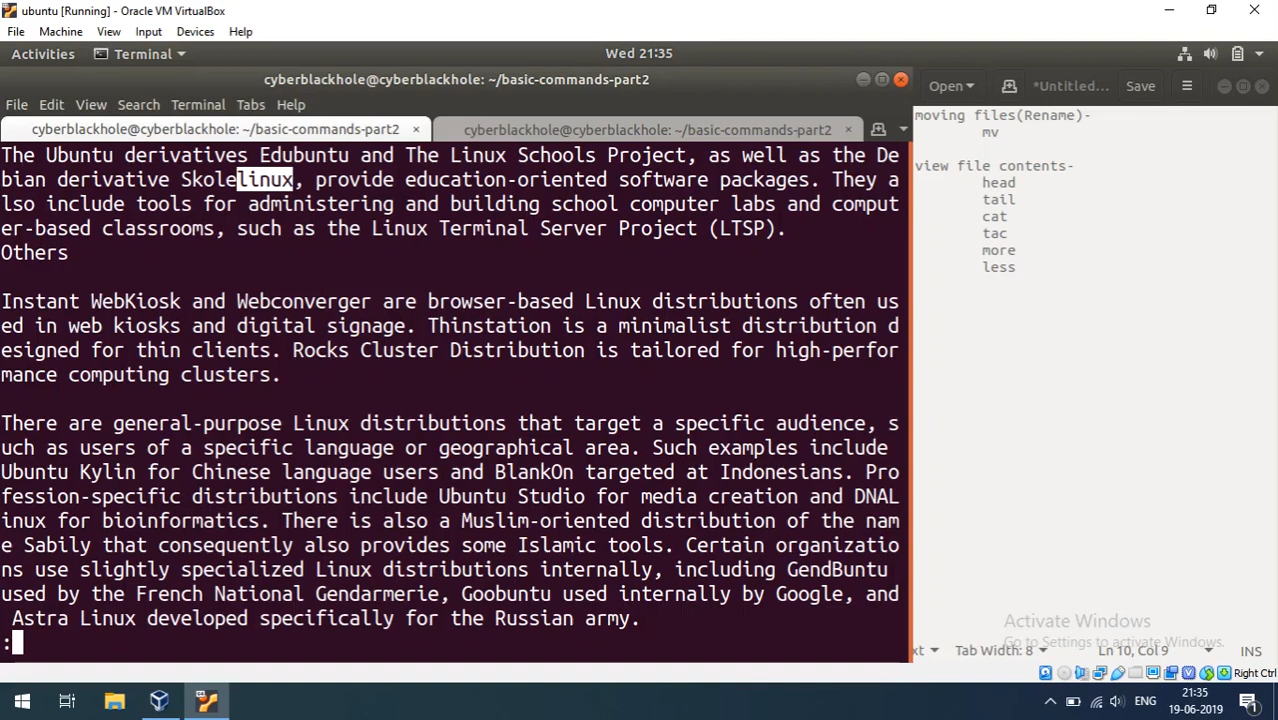 ubuntu [Running] - Oracle VM VirtualBox
File Machine View Input Devices Help
Activities Terminal Wed 21:35
cyberblackhole@cyberblackhole: ~/basic-commands-part2
Open *Untitled... Save
File Edit View Search Terminal Tabs Help
cyberblackhole@cyberblackhole: ~/basic-commands-part2 × cyberblackhole@cyberblackhole: ~/basic-commands-part2 ×
The Ubuntu derivatives Edubuntu and The Linux Schools Project, as well as the De
bian derivative Skolelinux, provide education-oriented software packages. They a
lso include tools for administering and building school computer labs and comput
er-based classrooms, such as the Linux Terminal Server Project (LTSP).
Others
Instant WebKiosk and Webconverger are browser-based Linux distributions often us
ed in web kiosks and digital signage. Thinstation is a minimalist distribution d
esigned for thin clients. Rocks Cluster Distribution is tailored for high-perfor
mance computing clusters.
There are general-purpose Linux distributions that target a specific audience, s
uch as users of a specific language or geographical area. Such examples include
Ubuntu Kylin for Chinese language users and BlankOn targeted at Indonesians. Pro
fession-specific distributions include Ubuntu Studio for media creation and DNAL
inux for bioinformatics. There is also a Muslim-oriented distribution of the nam
e Sabily that consequently also provides some Islamic tools. Certain organizatio
ns use slightly specialized Linux distributions internally, including GendBuntu
used by the French National Gendarmerie, Goobuntu used internally by Google, and
Astra Linux developed specifically for the Russian army.
:
moving files(Rename)-
mv
view file contents-
head
tail
cat
tac
more
less
Activate Windows
Go to Settings to activate Windows.
xt Tab Width: 8 Ln 10, Col 9 INS
Right Ctrl
ENG 21:35
19-06-2019
1